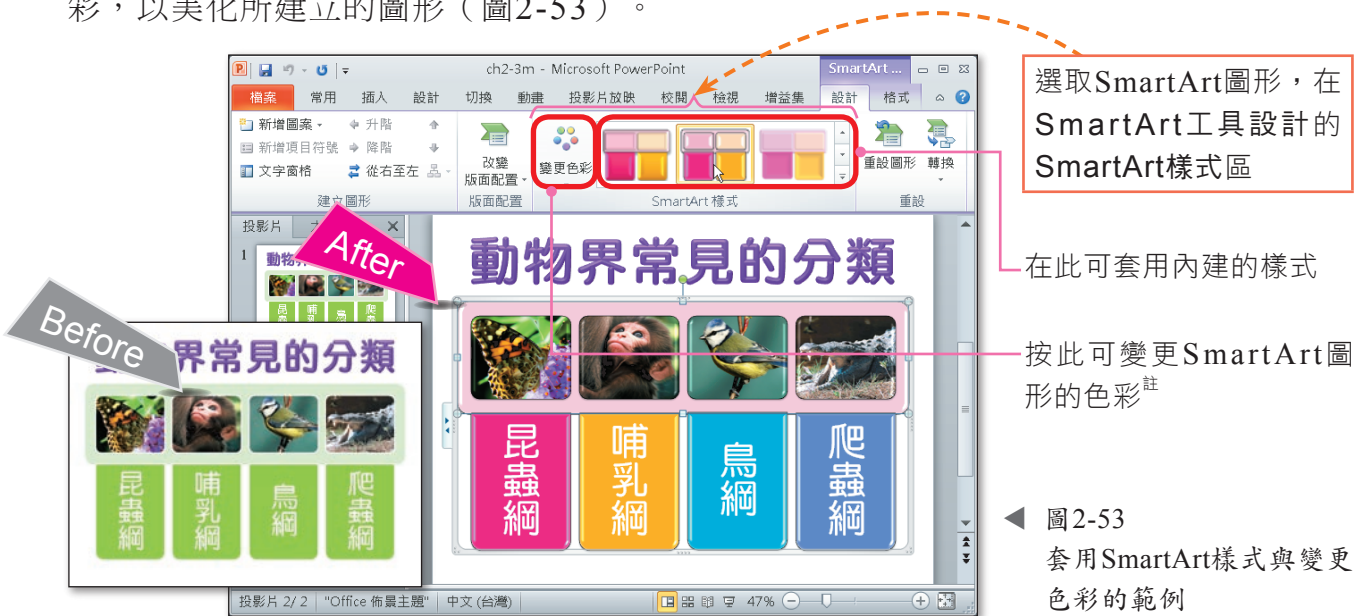 彩，以美化所建立的圖形（圖2-53）。
ch2-3m - Microsoft PowerPoint
SmartArt ...
檔案 常用 插入 設計 切換 動畫 投影片放映 校閱 檢視 增益集 設計 格式
新增圖案 升階
新增項目符號 降階
文字窗格 從右至左
建立圖形
改變
版面配置
版面配置
變更色彩
SmartArt 樣式
重設圖形 轉換
重設
選取SmartArt圖形，在
SmartArt工具設計的
SmartArt樣式區
在此可套用內建的樣式
按此可變更SmartArt圖
形的色彩註
投影片
1
After
動物界常見的分類
昆蟲綱
哺乳綱
鳥綱
爬蟲綱
Before
界常見的分類
昆蟲綱
哺乳綱
鳥綱
爬蟲綱
投影片 2/ 2 "Office 佈景主題" 中文 (台灣) 47%
◀ 圖2-53
套用SmartArt樣式與變更
色彩的範例